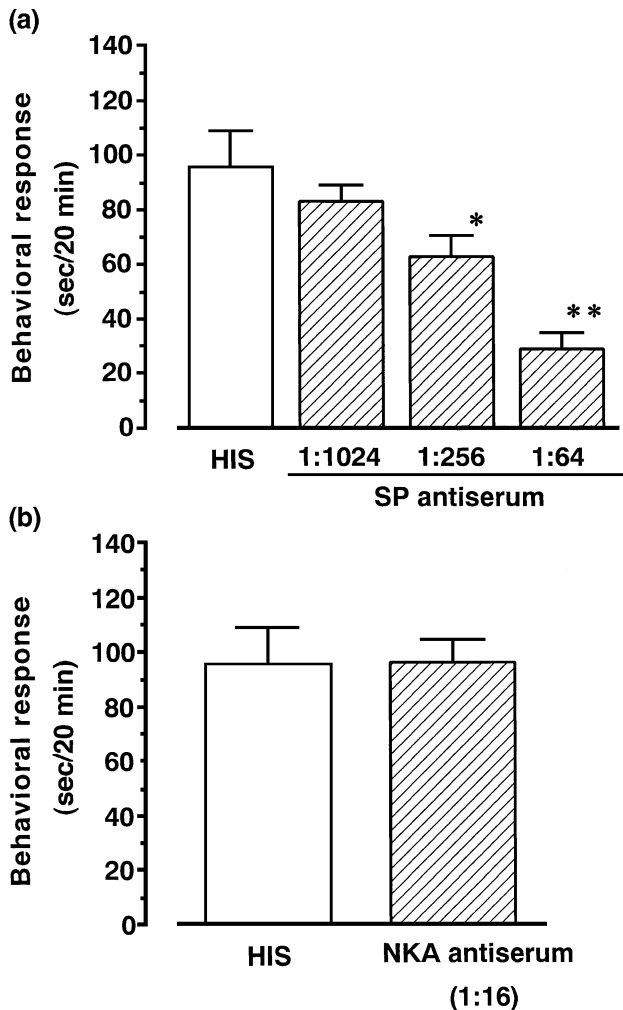 (a)
140
120
100
80
60
40
20
0
Behavioral response
(sec/20 min)
*
**
HIS
1:1024 1:256 1:64
SP antiserum
(b)
140
120
100
80
60
40
20
0
Behavioral response
(sec/20 min)
HIS
NKA antiserum
(1:16)